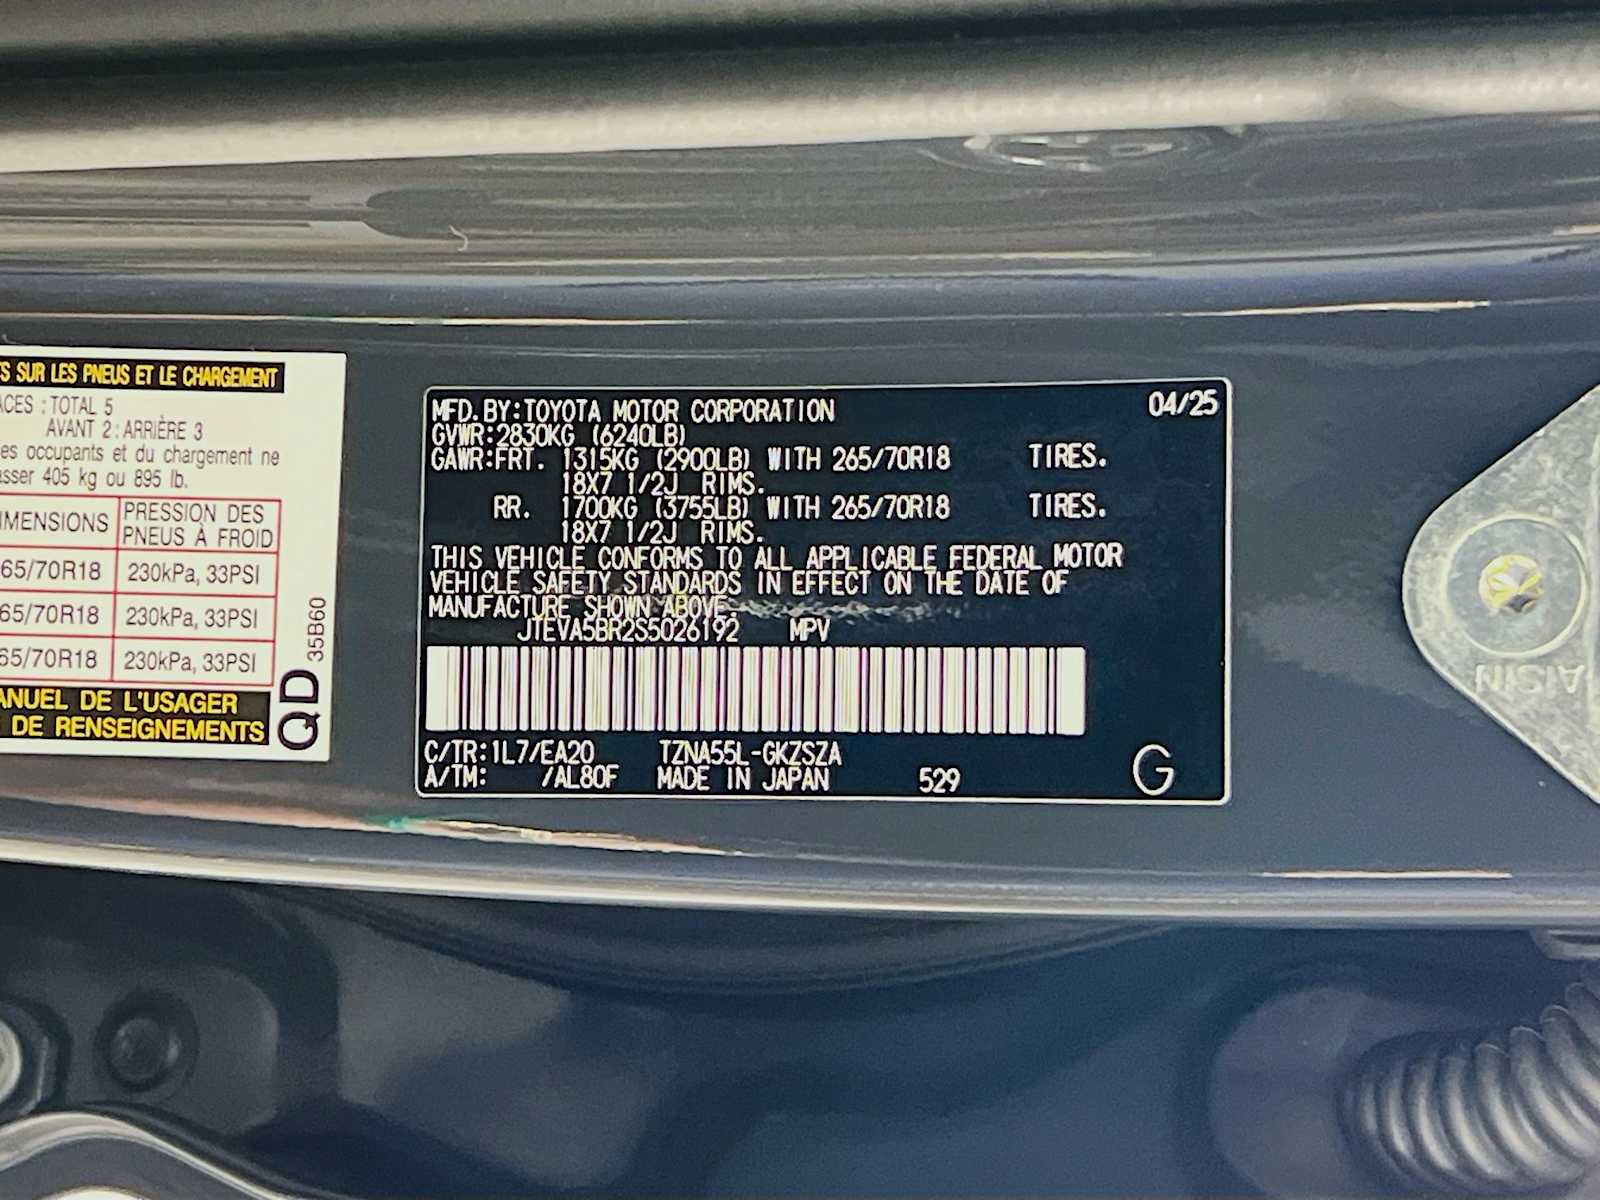 S SUR LES PNEUS ET LE CHARGEMENT
ACES : TOTAL 5
AVANT 2 : ARRIÈRE 3
es occupants et du chargement ne
asser 405 kg ou 895 lb.
IMENSIONS PRESSION DES PNEUS À FROID
65/70R18 230kPa, 33PSI
65/70R18 230kPa, 33PSI
65/70R18 230kPa, 33PSI
ANUEL DE L'USAGER
DE RENSEIGNEMENTS
QD 35B60
MFD.BY:TOYOTA MOTOR CORPORATION 04/25
GVWR:2830KG (6240LB)
GAWR:FRT. 1315KG (2900LB) WITH 265/70R18 TIRES.
18X7 1/2J RIMS.
RR. 1700KG (3755LB) WITH 265/70R18 TIRES.
18X7 1/2J RIMS.
THIS VEHICLE CONFORMS TO ALL APPLICABLE FEDERAL MOTOR
VEHICLE SAFETY STANDARDS IN EFFECT ON THE DATE OF
MANUFACTURE SHOWN ABOVE.
JTEVA5BR2S5026192 MPV
C/TR:1L7/EA20 TZNA55L-GKZSZA
A/TM: /AL80F MADE IN JAPAN 529 G
AISIN